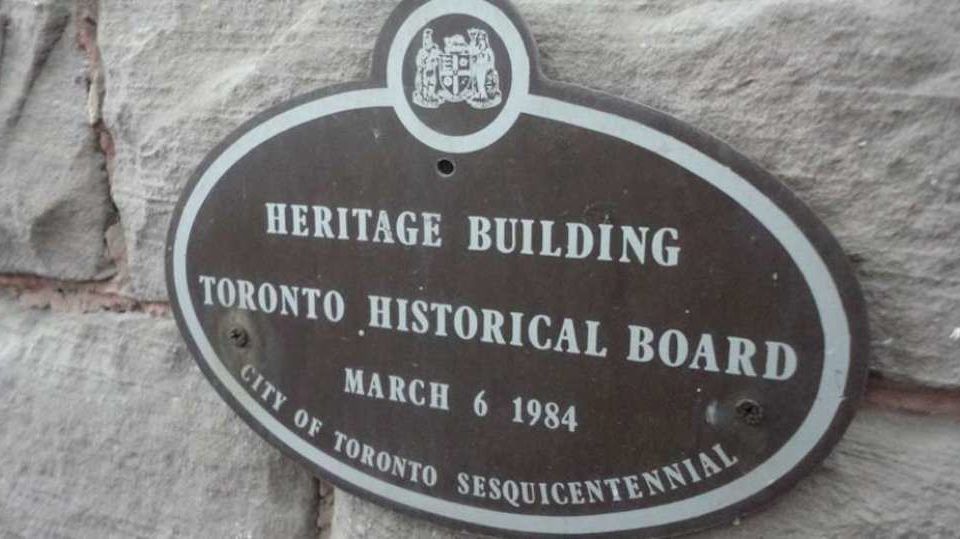 HERITAGE BUILDING
TORONTO HISTORICAL BOARD
MARCH 6 1984
CITY OF TORONTO SESQUICENTENNIAL